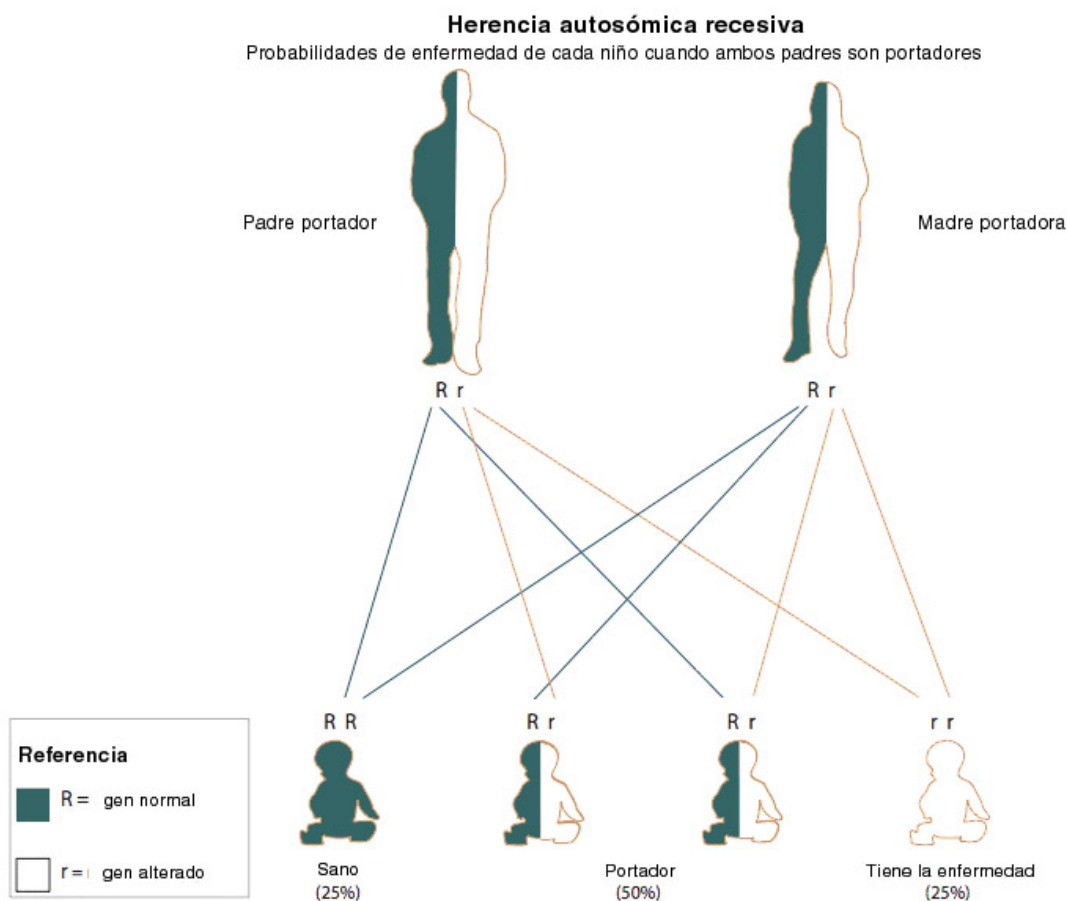 Herencia autosómica recesiva
Probabilidades de enfermedad de cada niño cuando ambos padres son portadores
Padre portador
Madre portadora
R r
R r
R R
R r
R r
r r
Referencia
R = gen normal
r = gen alterado
Sano
(25%)
Portador
(50%)
Tiene la enfermedad
(25%)